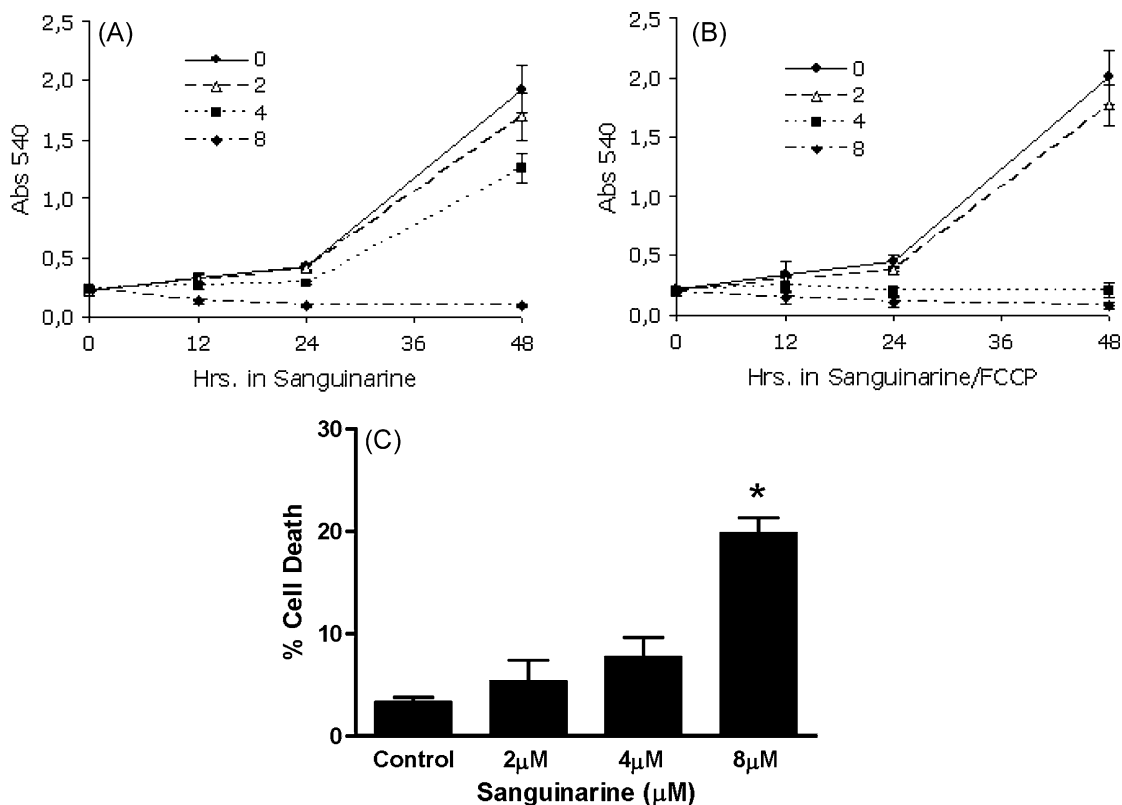 (A)
2,5
2,0
1,5
1,0
0,5
0,0
Abs 540
0
2
4
8
0 12 24 36 48
Hrs. in Sanguinarine
(B)
2,5
2,0
1,5
1,0
0,5
0,0
Abs 540
0
2
4
8
0 12 24 36 48
Hrs. in Sanguinarine/FCCP
(C)
30
20
10
0
% Cell Death
*
Control 2μM 4μM 8μM
Sanguinarine (μM)